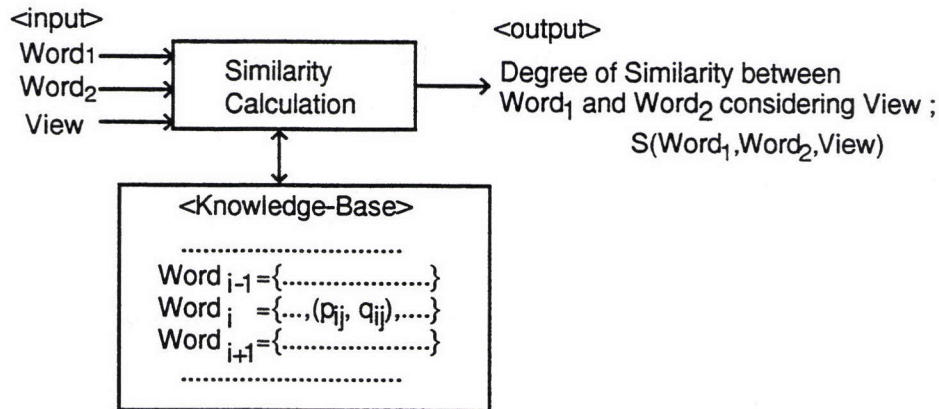 <input>
Word₁
Word₂
View
Similarity
Calculation
<output>
Degree of Similarity between
Word₁ and Word₂ considering View ;
S(Word₁,Word₂,View)
<Knowledge-Base>
..............................
Word i-1 ={.....................}
Word i ={...,(pij, qij),....}
Word i+1 ={.....................}
..............................